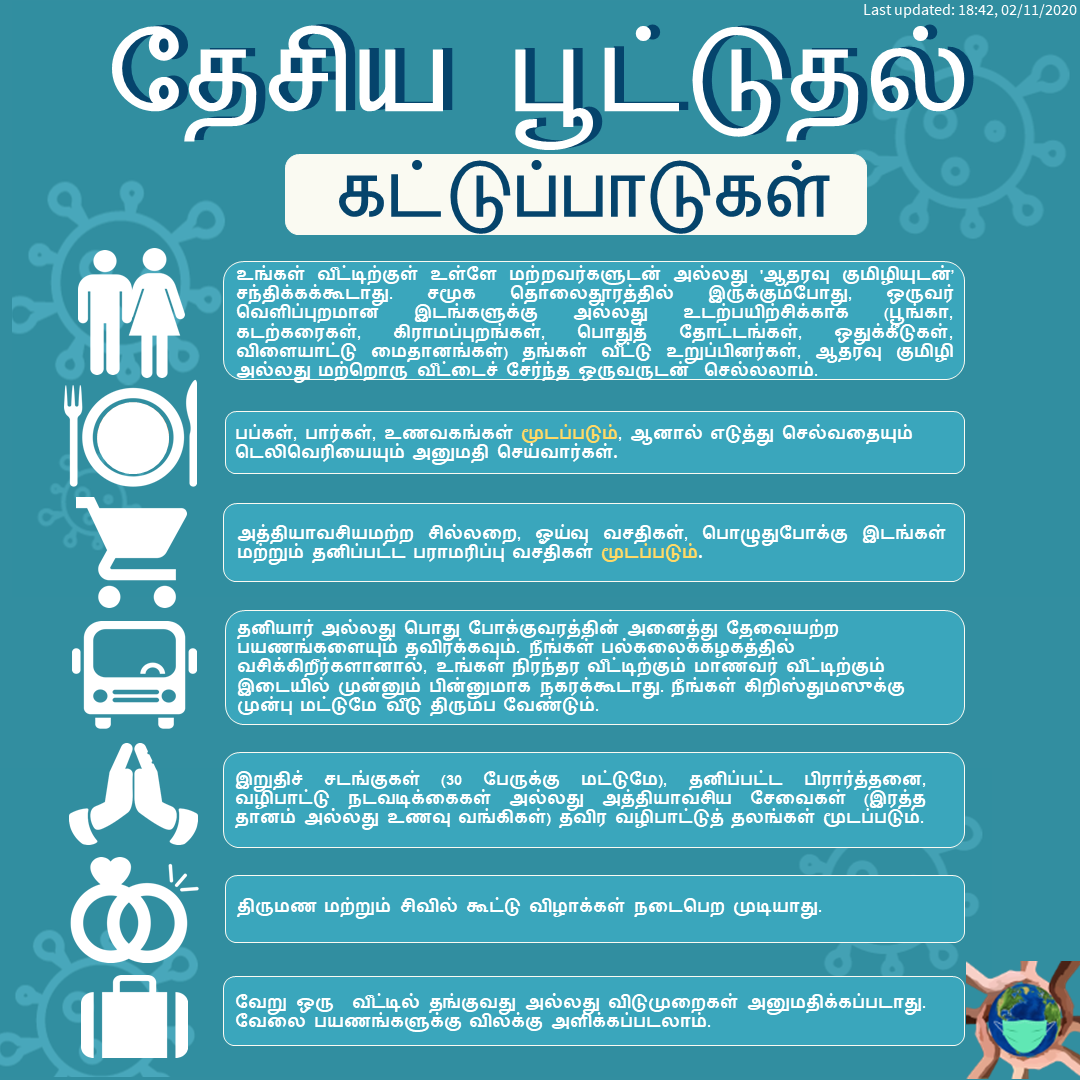 Last updated: 18:42, 02/11/2020
தேசிய பூட்டுதல்
கட்டுப்பாடுகள்
உங்கள் வீட்டிற்குள் உள்ளே மற்றவர்களுடன் அல்லது 'ஆதரவு குமிழியுடன்'
சந்திக்கக்கூடாது. சமூக தொலைதூரத்தில் இருக்கும்போது, ஒருவர்
வெளிப்புறமான இடங்களுக்கு அல்லது உடற்பயிற்சிக்காக (பூங்கா,
கடற்கரைகள், கிராமப்புறங்கள், பொதுத் தோட்டங்கள், ஒதுக்கீடுகள்,
விளையாட்டு மைதானங்கள்) தங்கள் வீட்டு உறுப்பினர்கள், ஆதரவு குமிழி
அல்லது மற்றொரு வீட்டைச் சேர்ந்த ஒருவருடன் செல்லலாம்.
பப்கள், பார்கள், உணவகங்கள் மூடப்படும், ஆனால் எடுத்து செல்வதையும்
டெலிவெரியையும் அனுமதி செய்வார்கள்.
அத்தியாவசியமற்ற சில்லறை, ஓய்வு வசதிகள், பொழுதுபோக்கு இடங்கள்
மற்றும் தனிப்பட்ட பராமரிப்பு வசதிகள் மூடப்படும்.
தனியார் அல்லது பொது போக்குவரத்தின் அனைத்து தேவையற்ற
பயணங்களையும் தவிர்க்கவும். நீங்கள் பல்கலைக்கழகத்தில்
வசிக்கிறீர்களானால், உங்கள் நிரந்தர வீட்டிற்கும் மாணவர் வீட்டிற்கும்
இடையில் முன்னும் பின்னுமாக நகரக்கூடாது. நீங்கள் கிறிஸ்துமஸுக்கு
முன்பு மட்டுமே வீடு திரும்ப வேண்டும்.
இறுதிச் சடங்குகள் (30 பேருக்கு மட்டுமே), தனிப்பட்ட பிரார்த்தனை,
வழிபாட்டு நடவடிக்கைகள் அல்லது அத்தியாவசிய சேவைகள் (இரத்த
தானம் அல்லது உணவு வங்கிகள்) தவிர வழிபாட்டுத் தலங்கள் மூடப்படும்.
திருமண மற்றும் சிவில் கூட்டு விழாக்கள் நடைபெற முடியாது.
வேறு ஒரு வீட்டில் தங்குவது அல்லது விடுமுறைகள் அனுமதிக்கப்படாது.
வேலை பயணங்களுக்கு விலக்கு அளிக்கப்படலாம்.